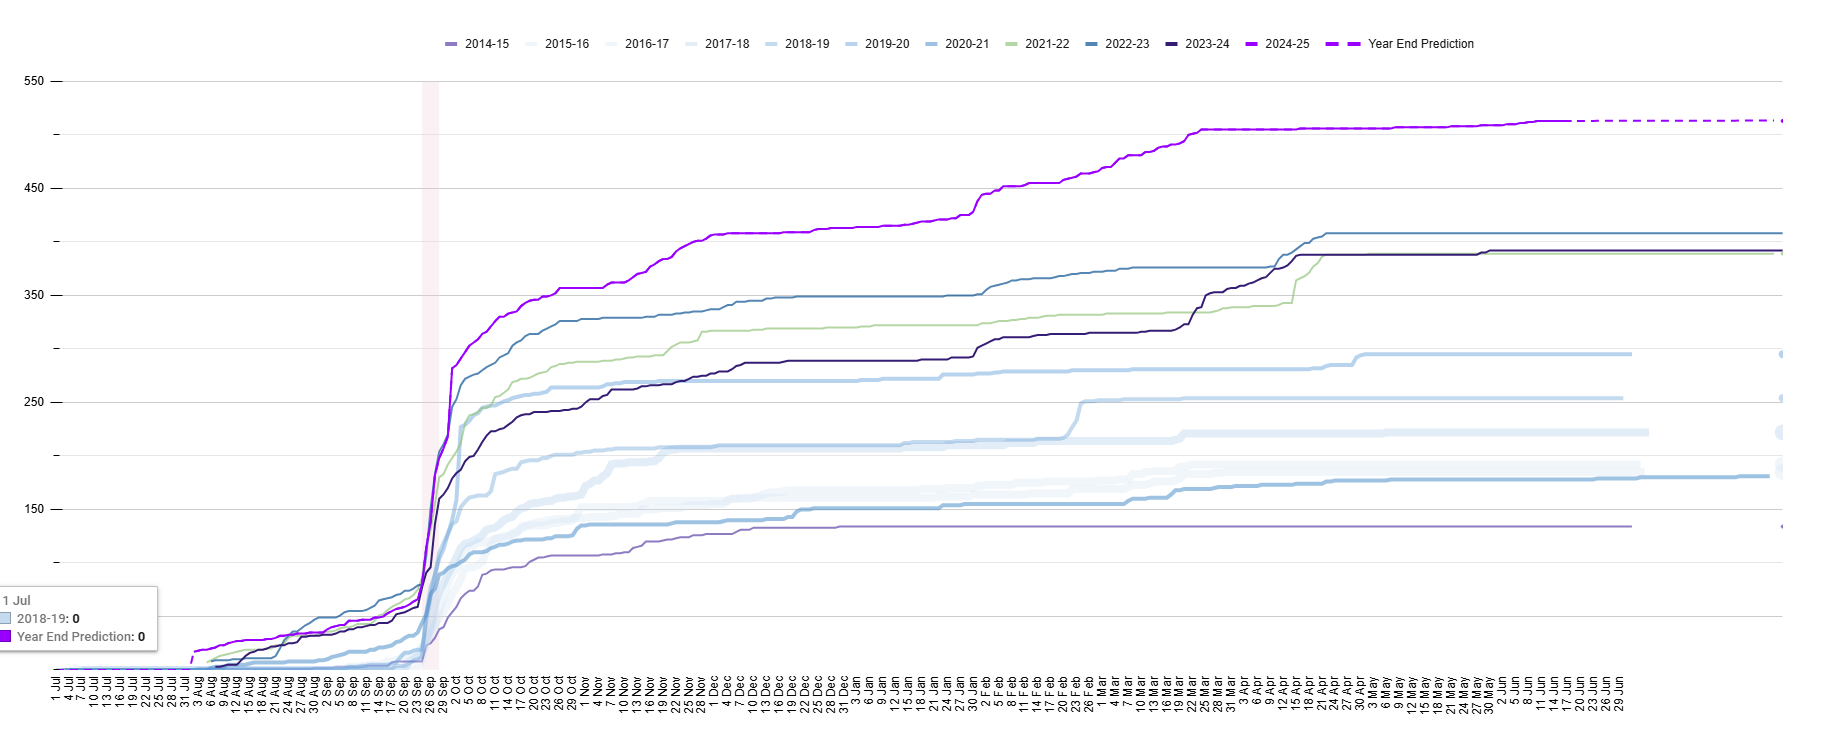 2014-15 2015-16 2016-17 2017-18 2018-19 2019-20 2020-21 2021-22 2022-23 2023-24 2024-25 Year End Prediction
550
450
350
250
150
1 Jul
2018-19: 0
Year End Prediction: 0
1 Jul 4 Jul 7 Jul 10 Jul 13 Jul 16 Jul 19 Jul 22 Jul 25 Jul 28 Jul 31 Jul 3 Aug 6 Aug 9 Aug 12 Aug 15 Aug 18 Aug 21 Aug 24 Aug 27 Aug 30 Aug 2 Sep 5 Sep 8 Sep 11 Sep 14 Sep 17 Sep 20 Sep 23 Sep 26 Sep 29 Sep 2 Oct 5 Oct 8 Oct 11 Oct 14 Oct 17 Oct 20 Oct 23 Oct 26 Oct 29 Oct 1 Nov 4 Nov 7 Nov 10 Nov 13 Nov 16 Nov 19 Nov 22 Nov 25 Nov 28 Nov 1 Dec 4 Dec 7 Dec 10 Dec 13 Dec 16 Dec 19 Dec 22 Dec 25 Dec 28 Dec 31 Dec 3 Jan 6 Jan 9 Jan 12 Jan 15 Jan 18 Jan 21 Jan 24 Jan 27 Jan 30 Jan 2 Feb 5 Feb 8 Feb 11 Feb 14 Feb 17 Feb 20 Feb 23 Feb 26 Feb 1 Mar 4 Mar 7 Mar 10 Mar 13 Mar 16 Mar 19 Mar 22 Mar 25 Mar 28 Mar 31 Mar 3 Apr 6 Apr 9 Apr 12 Apr 15 Apr 18 Apr 21 Apr 24 Apr 27 Apr 30 Apr 3 May 6 May 9 May 12 May 15 May 18 May 21 May 24 May 27 May 30 May 2 Jun 5 Jun 8 Jun 11 Jun 14 Jun 17 Jun 20 Jun 23 Jun 26 Jun 29 Jun